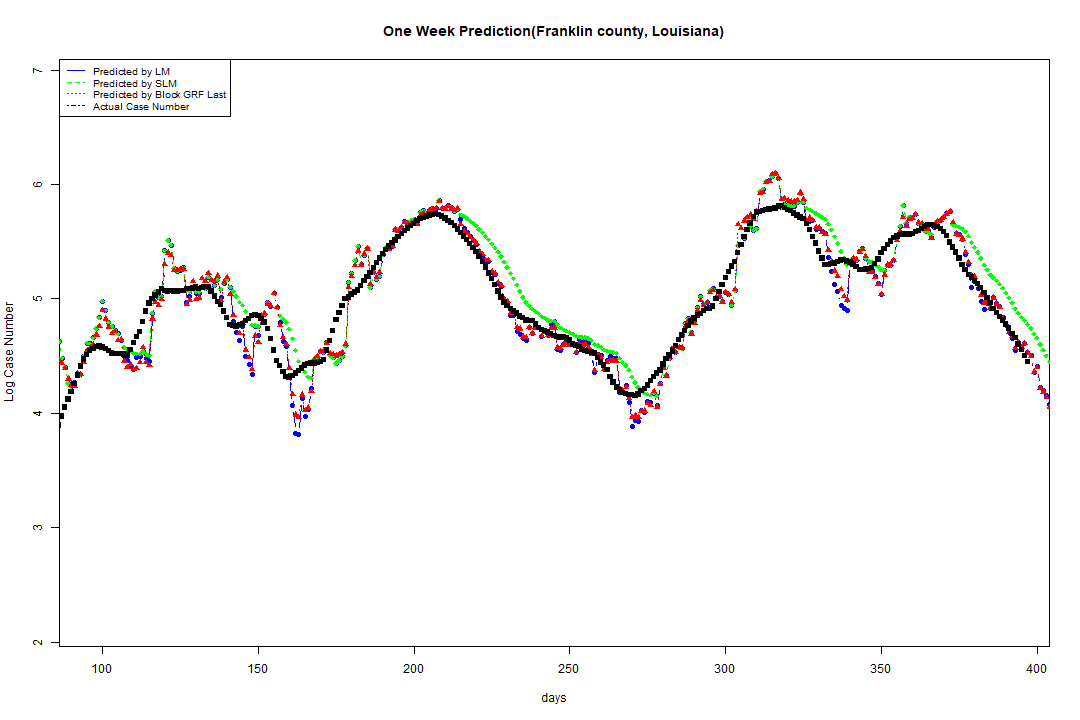 One Week Prediction(Franklin county, Louisiana)
Predicted by LM
Predicted by SLM
Predicted by Block GRF Last
Actual Case Number
7
6
5
4
3
2
Log Case Number
100 150 200 250 300 350 400
days